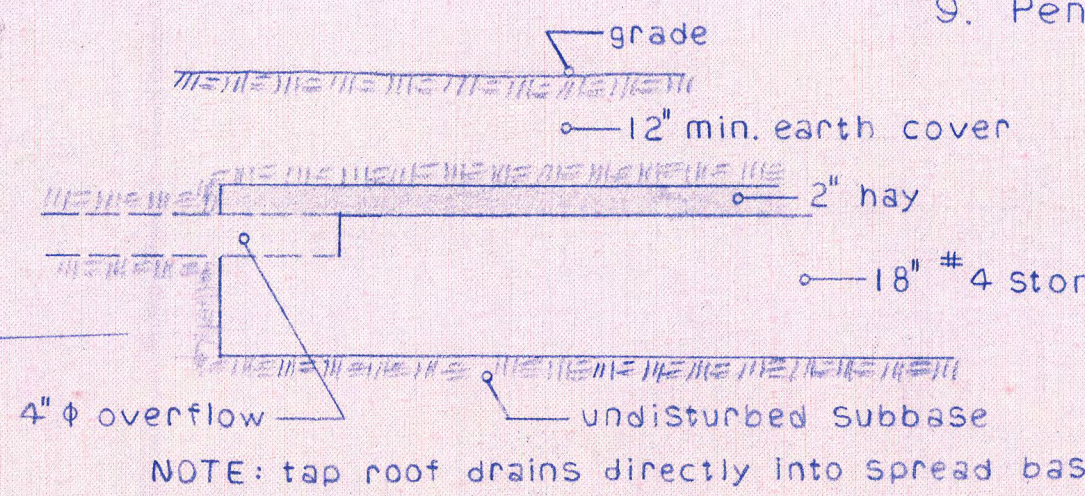 9. Pen
grade
12" min. earth cover
2" hay
18" #4 stor
4" ϕ overflow
undisturbed subbase
NOTE: tap roof drains directly into spread bas